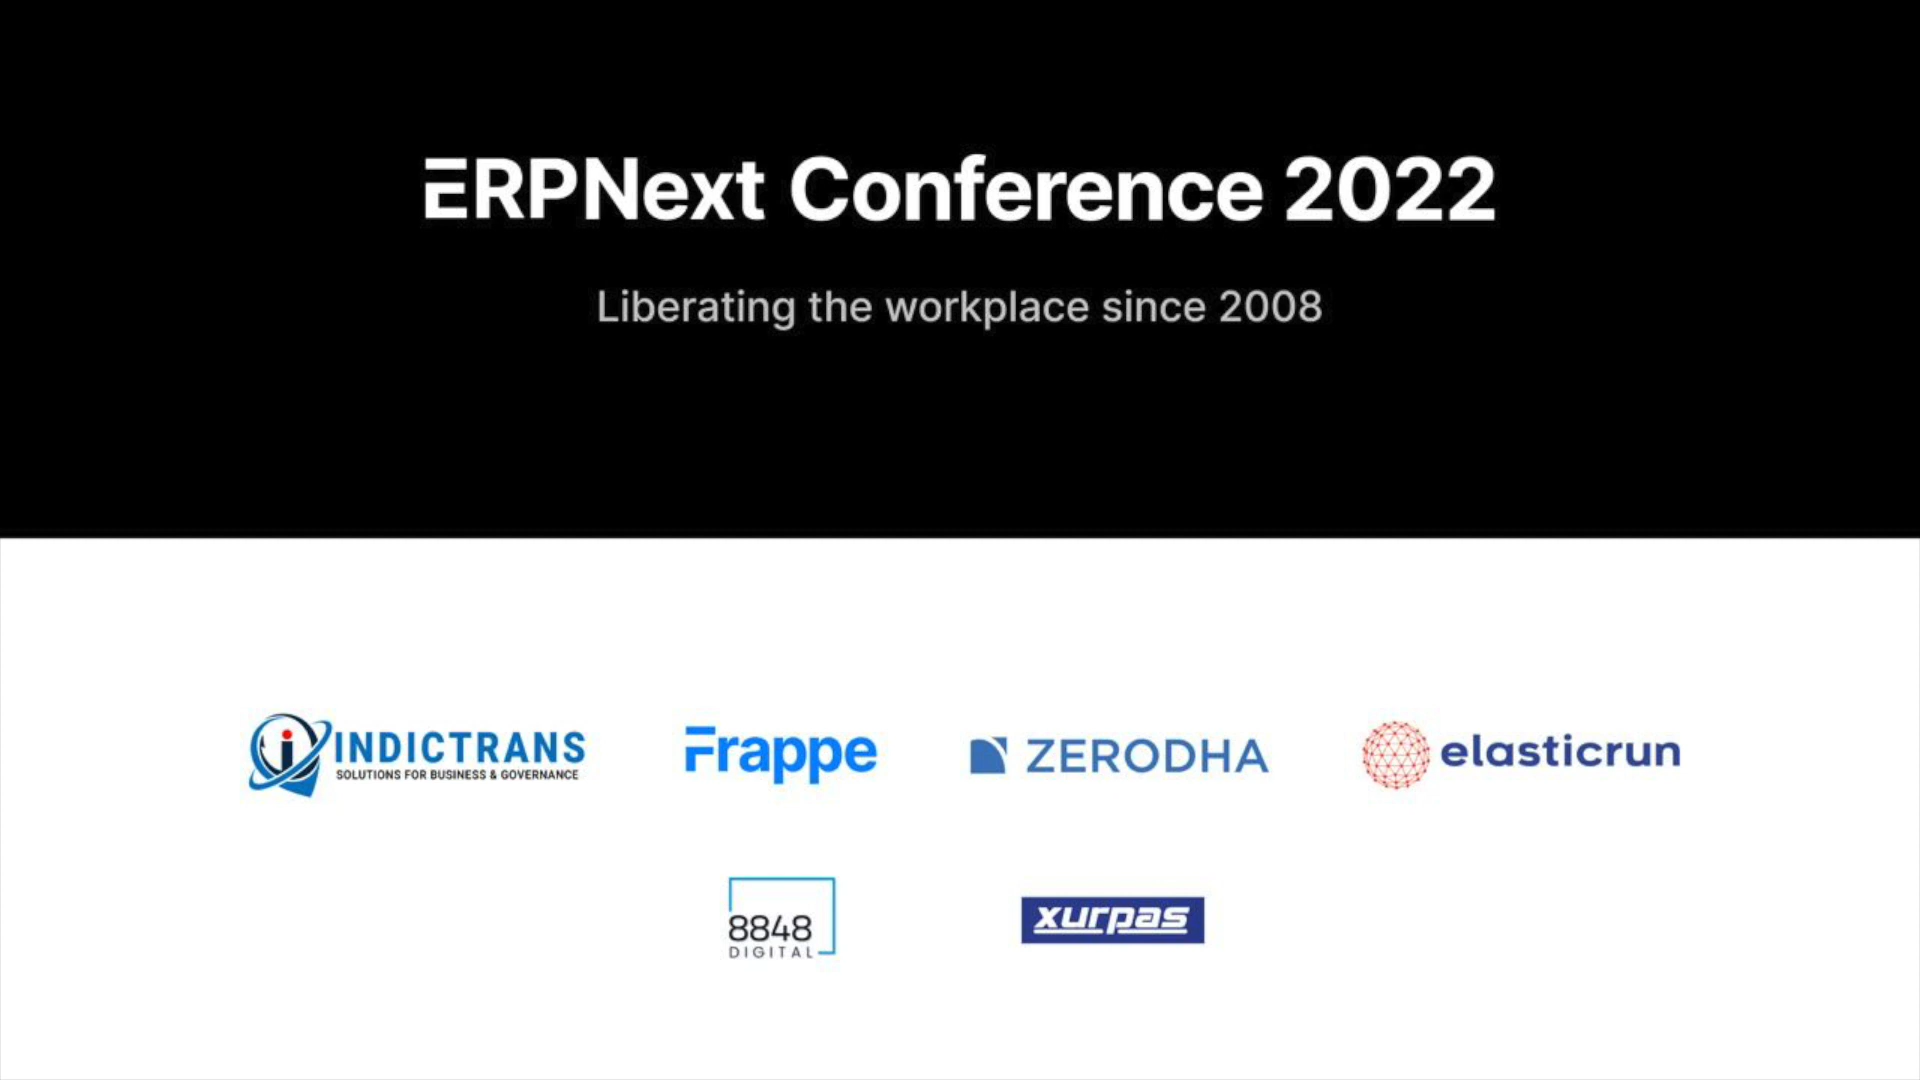 ERPNext Conference 2022
Liberating the workplace since 2008
INDICTRANS
SOLUTIONS FOR BUSINESS & GOVERNANCE
Frappe
ZERODHA
elasticrun
8848
DIGITAL
xurpas